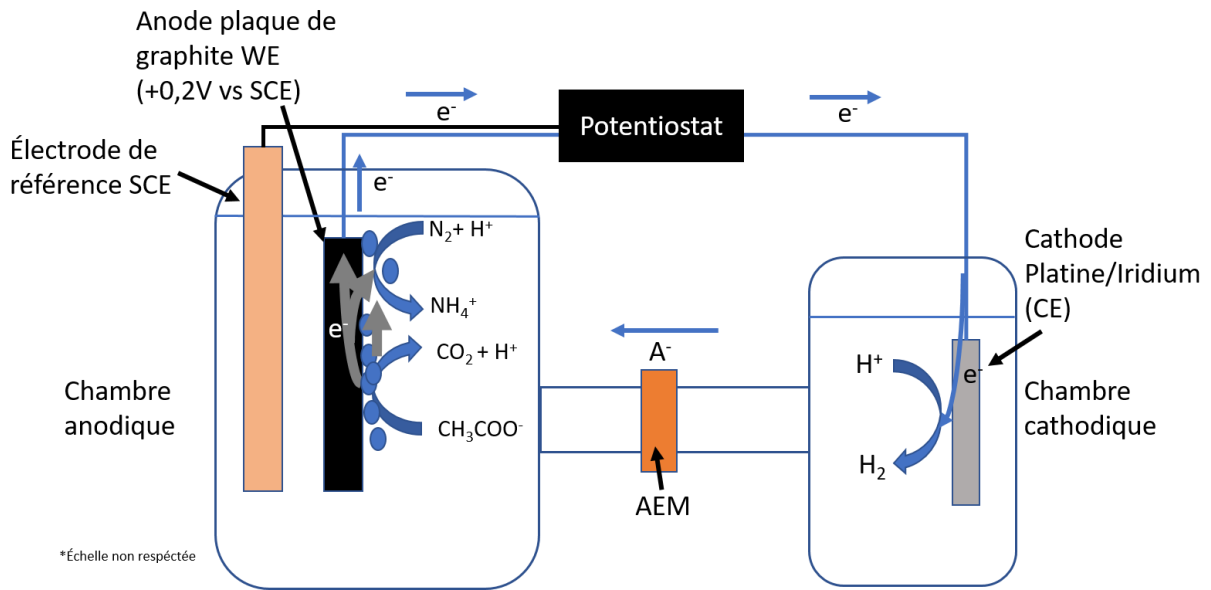 Anode plaque de
graphite WE
(+0,2V vs SCE)
e-
Potentiostat
e-
Électrode de
référence SCE
e-
N2+ H+
NH4+
e-
CO2 + H+
CH3COO-
Chambre
anodique
A-
AEM
Cathode
Platine/Iridium
(CE)
H+
e-
H2
Chambre
cathodique
*Échelle non respéctée